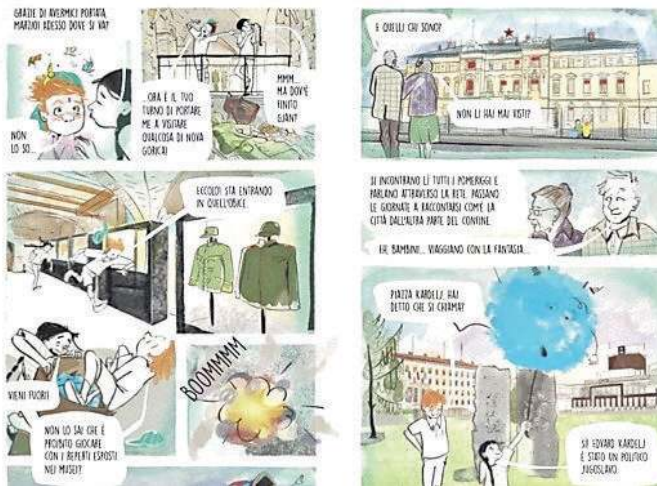 GRAZIE DI AVERMICI PORTATA,
MARZIO! ADESSO DOVE SI VA?
NON
LO SO...
...ORA È IL TUO
TURNO DI PORTARE
ME A VISITARE
QUALCOSA DI NOVA
GORICA!
MMM...
MA DOV'È
FINITO
GJAN?
ECCOLO! STA ENTRANDO
IN QUELL'OBICE.
VIENI FUORI!
NON LO SAI CHE È
PROIBITO GIOCARE
CON I REPERTI ESPOSTI
NEI MUSEI?
BOOMMMM
E QUELLI CHI SONO?
NON LI HAI MAI VISTI?
SI INCONTRANO LÌ TUTTI I POMERIGGI E
PARLANO ATTRAVERSO LA RETE. PASSANO
LE GIORNATE A RACCONTARSI COM'È LA
CITTÀ DALL'ALTRA PARTE DEL CONFINE.
EH, BAMBINI... VIAGGIANO CON LA FANTASIA...
PIAZZA KARDELJ, HAI
DETTO CHE SI CHIAMA?
SÌ! EDVARD KARDELJ
È STATO UN POLITICO
JUGOSLAVO.